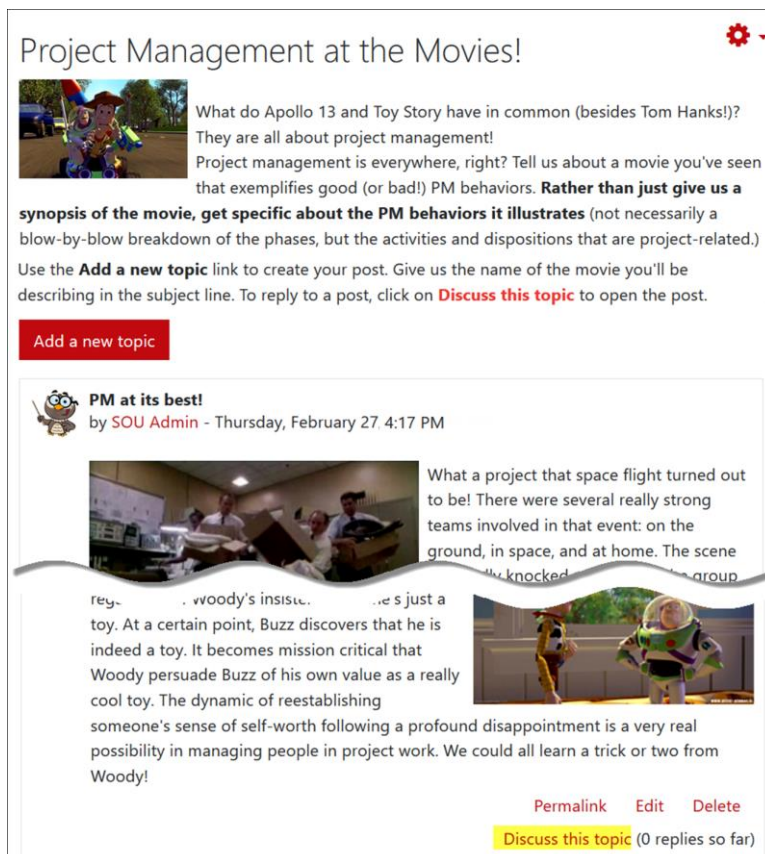 Project Management at the Movies!
What do Apollo 13 and Toy Story have in common (besides Tom Hanks!)?
They are all about project management!
Project management is everywhere, right? Tell us about a movie you've seen
that exemplifies good (or bad!) PM behaviors. Rather than just give us a
synopsis of the movie, get specific about the PM behaviors it illustrates (not necessarily a
blow-by-blow breakdown of the phases, but the activities and dispositions that are project-related.)
Use the Add a new topic link to create your post. Give us the name of the movie you'll be
describing in the subject line. To reply to a post, click on Discuss this topic to open the post.
Add a new topic
PM at its best!
by SOU Admin - Thursday, February 27, 4:17 PM
What a project that space flight turned out
to be! There were several really strong
teams involved in that event: on the
ground, in space, and at home. The scene
knocked group
Woody's just a
toy. At a certain point, Buzz discovers that he is
indeed a toy. It becomes mission critical that
Woody persuade Buzz of his own value as a really
cool toy. The dynamic of reestablishing
someone's sense of self-worth following a profound disappointment is a very real
possibility in managing people in project work. We could all learn a trick or two from
Woody!
Permalink Edit Delete
Discuss this topic (0 replies so far)